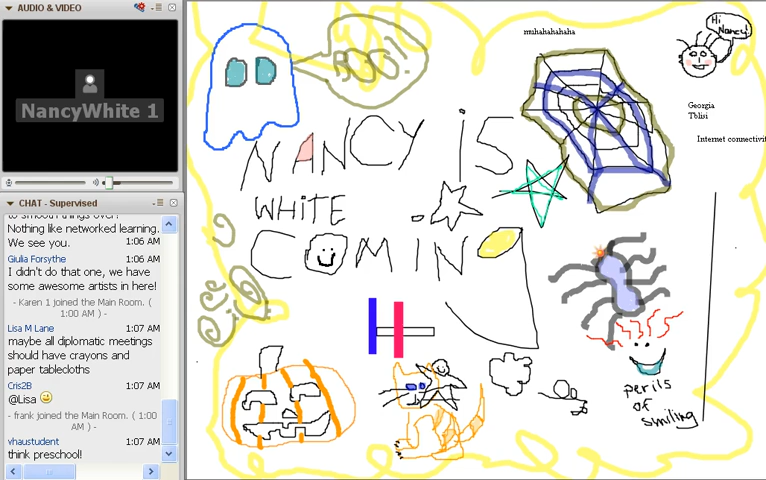 AUDIO & VIDEO
NancyWhite 1
CHAT - Supervised
to smooth things over!
Nothing like networked learning.
We see you.
1:06 AM
Giulia Forsythe 1:06 AM
I didn't do that one, we have
some awesome artists in here!
- Karen 1 joined the Main Room. (
1:00 AM ) -
Lisa M Lane 1:07 AM
maybe all diplomatic meetings
should have crayons and
paper tablecloths
Cris2B 1:07 AM
@Lisa
- frank joined the Main Room. ( 1:00
AM ) -
vhaustudent 1:07 AM
think preschool!
BOO!
muhahahahaha
Hi
Nancy!
Georgia
Tblisi
Internet connectivit
NANCY iS
WHITE
COMIN
perils
of
smiling